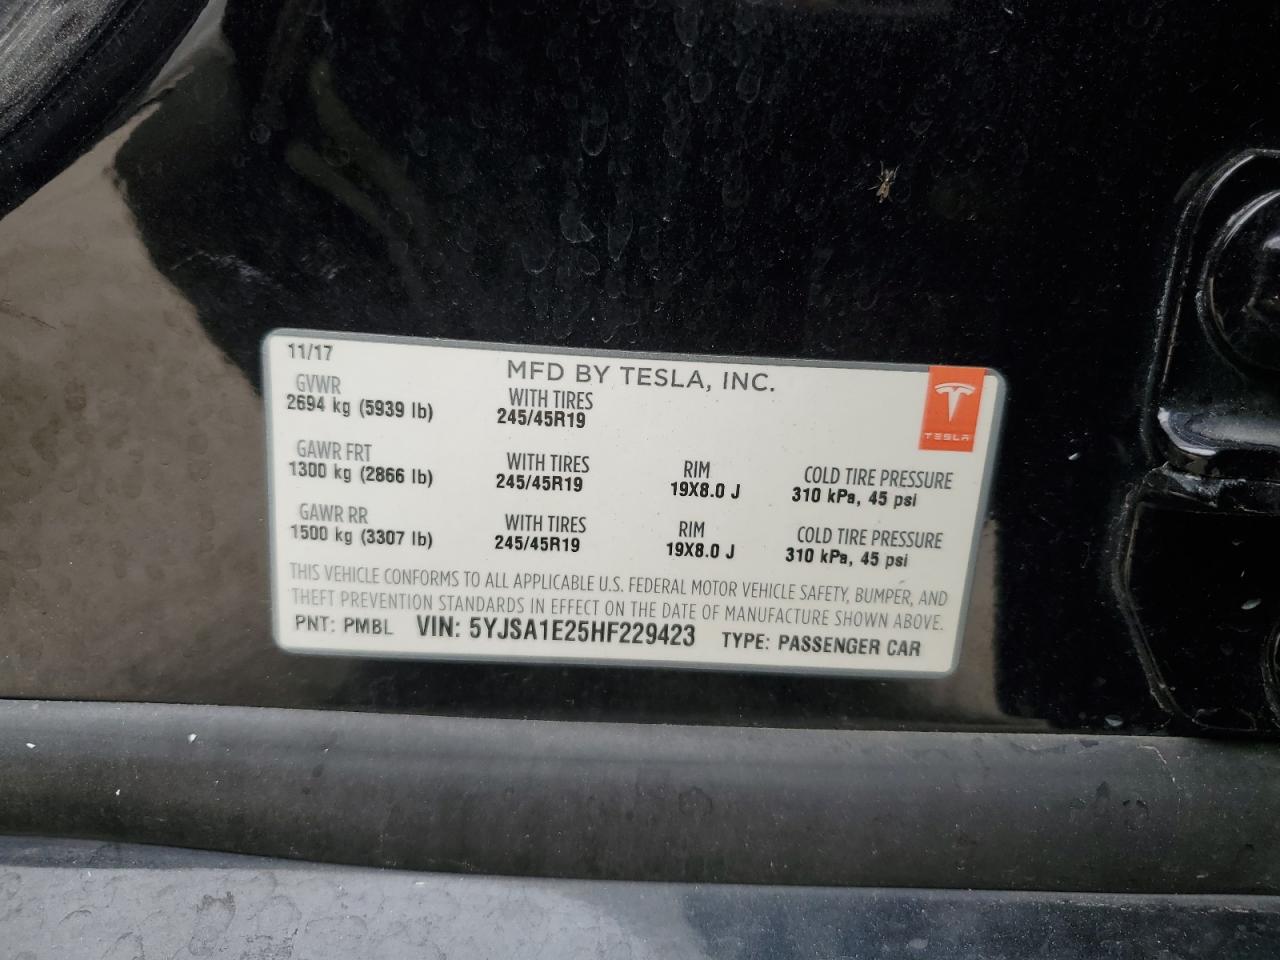 11/17
MFD BY TESLA, INC.
GVWR WITH TIRES
2694 kg (5939 lb) 245/45R19
TESLA
GAWR FRT WITH TIRES RIM COLD TIRE PRESSURE
1300 kg (2866 lb) 245/45R19 19X8.0 J 310 kPa, 45 psi
GAWR RR WITH TIRES RIM COLD TIRE PRESSURE
1500 kg (3307 lb) 245/45R19 19X8.0 J 310 kPa, 45 psi
THIS VEHICLE CONFORMS TO ALL APPLICABLE U.S. FEDERAL MOTOR VEHICLE SAFETY, BUMPER, AND
THEFT PREVENTION STANDARDS IN EFFECT ON THE DATE OF MANUFACTURE SHOWN ABOVE.
PNT: PMBL VIN: 5YJSA1E25HF229423 TYPE: PASSENGER CAR